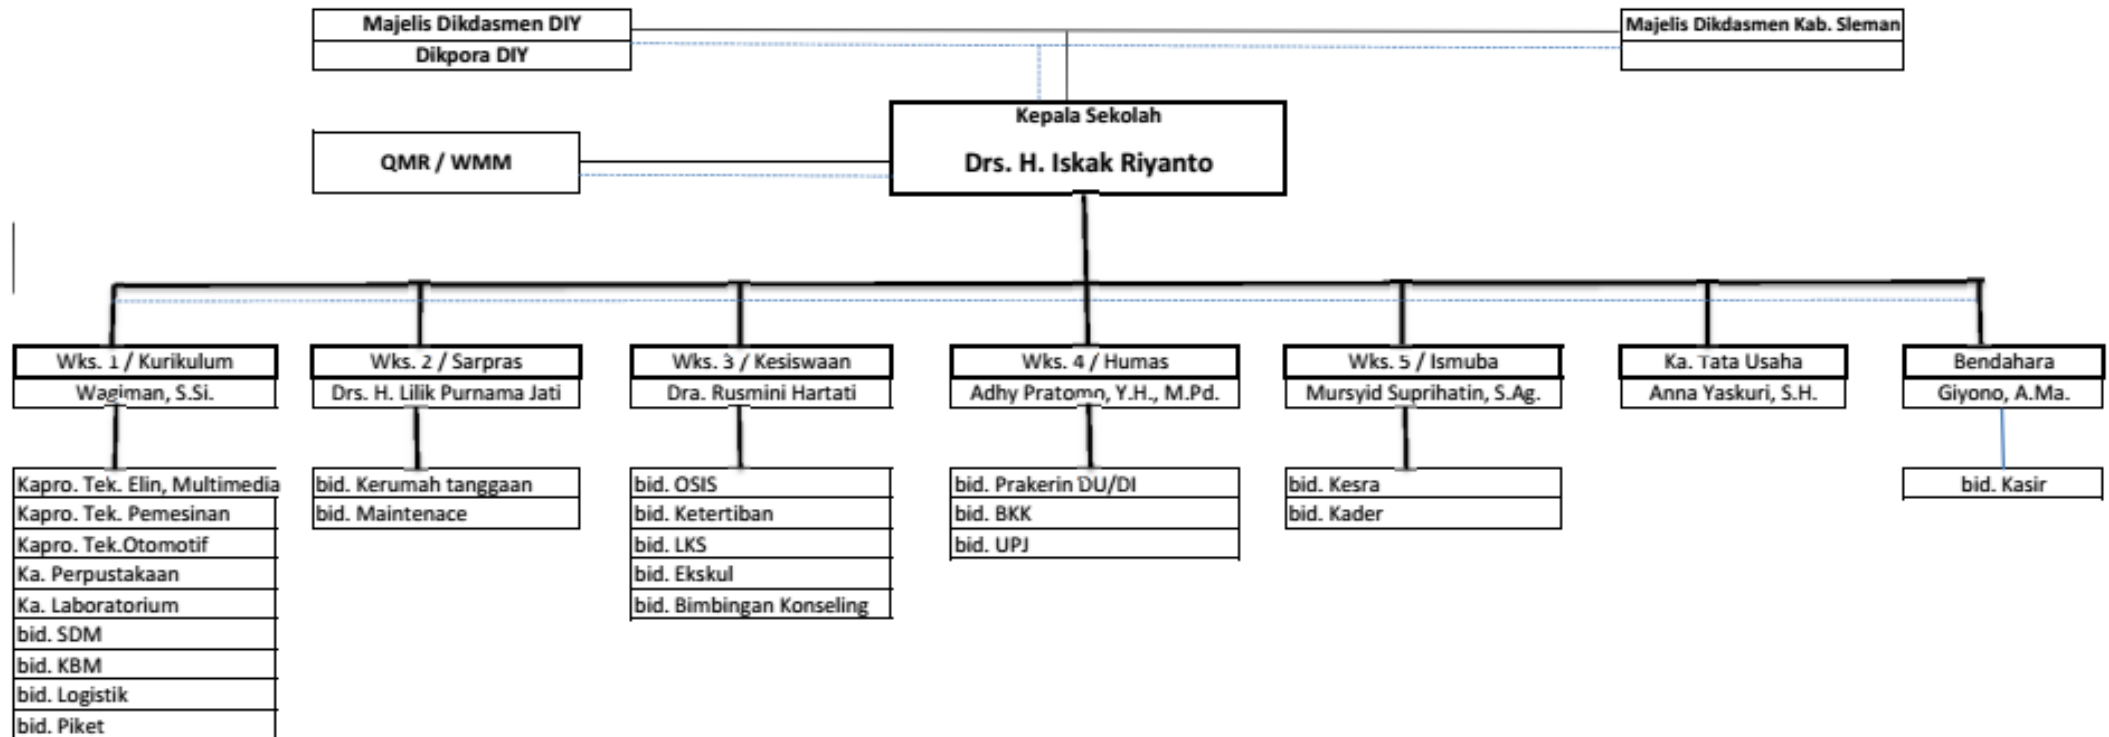 Majelis Dikdasmen DIY
Dikpora DIY
Majelis Dikdasmen Kab. Sleman
Kepala Sekolah
Drs. H. Iskak Riyanto
QMR / WMM
Wks. 1 / Kurikulum
Wagiman, S.Si.
Wks. 2 / Sarpras
Drs. H. Lilik Purnama Jati
Wks. 3 / Kesiswaan
Dra. Rusmini Hartati
Wks. 4 / Humas
Adhy Pratomo, Y.H., M.Pd.
Wks. 5 / Ismuba
Mursyid Suprihatin, S.Ag.
Ka. Tata Usaha
Anna Yaskuri, S.H.
Bendahara
Giyono, A.Ma.
Kapro. Tek. Elin, Multimedia
Kapro. Tek. Pemesinan
Kapro. Tek.Otomotif
Ka. Perpustakaan
Ka. Laboratorium
bid. SDM
bid. KBM
bid. Logistik
bid. Piket
bid. Kerumah tanggaan
bid. Maintenace
bid. OSIS
bid. Ketertiban
bid. LKS
bid. Ekskul
bid. Bimbingan Konseling
bid. Prakerin DU/DI
bid. BKK
bid. UPJ
bid. Kesra
bid. Kader
bid. Kasir